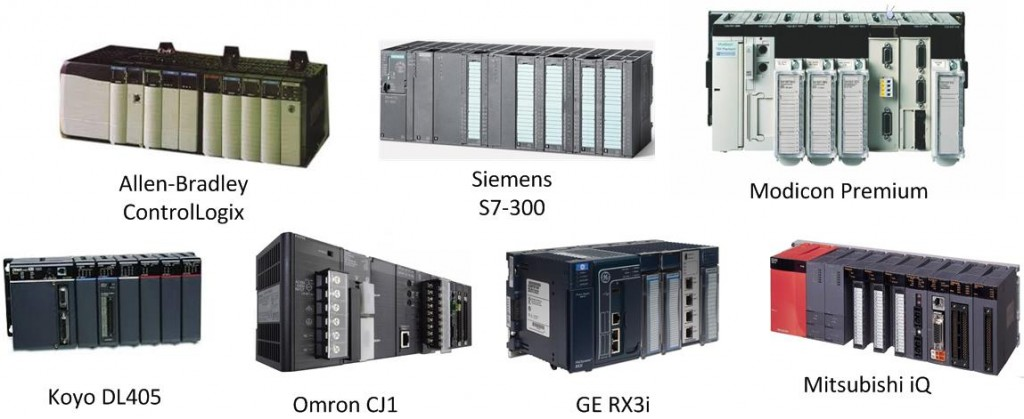 Allen-Bradley
ControlLogix
Siemens
S7-300
Modicon Premium
Koyo DL405
Omron CJ1
GE RX3i
Mitsubishi iQ